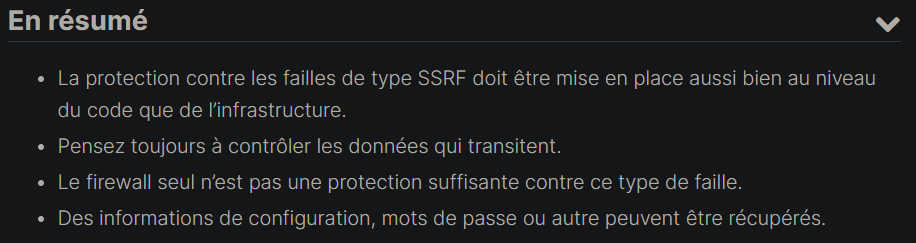 En résumé
• La protection contre les failles de type SSRF doit être mise en place aussi bien au niveau
du code que de l’infrastructure.
• Pensez toujours à contrôler les données qui transitent.
• Le firewall seul n’est pas une protection suffisante contre ce type de faille.
• Des informations de configuration, mots de passe ou autre peuvent être récupérés.